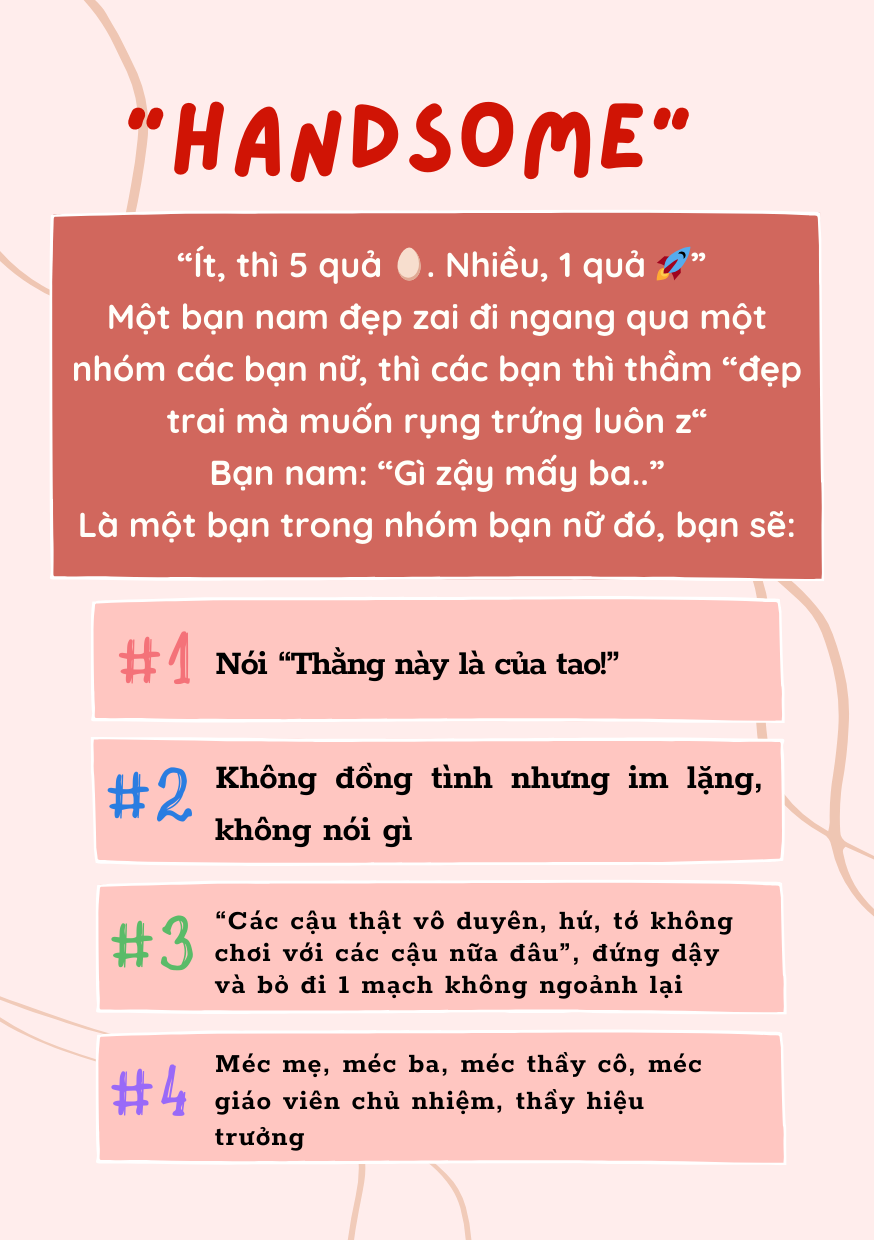 “HANDSOME”
“Ít, thì 5 quả 🥚. Nhiều, 1 quả 🚀”
Một bạn nam đẹp zai đi ngang qua một
nhóm các bạn nữ, thì các bạn thì thầm “đẹp
trai mà muốn rụng trứng luôn z“
Bạn nam: “Gì zậy mấy ba..”
Là một bạn trong nhóm bạn nữ đó, bạn sẽ:
#1 Nói “Thằng này là của tao!”
#2 Không đồng tình nhưng im lặng,
không nói gì
#3 “Các cậu thật vô duyên, hứ, tớ không
chơi với các cậu nữa đâu”, đứng dậy
và bỏ đi 1 mạch không ngoảnh lại
#4 Méc mẹ, méc ba, méc thầy cô, méc
giáo viên chủ nhiệm, thầy hiệu
trưởng